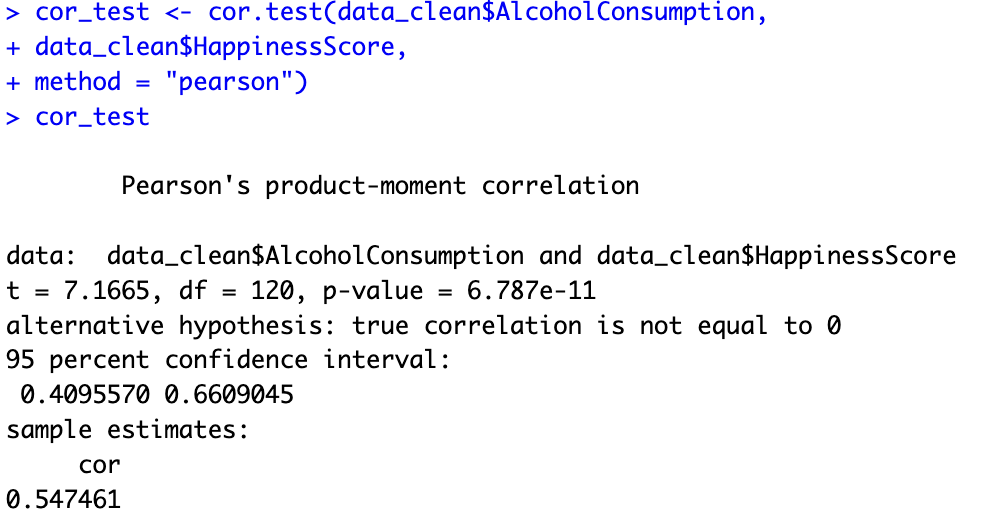 > cor_test <- cor.test(data_clean$AlcoholConsumption,
+ data_clean$HappinessScore,
+ method = "pearson")
> cor_test
Pearson's product-moment correlation
data:  data_clean$AlcoholConsumption and data_clean$HappinessScore
t = 7.1665, df = 120, p-value = 6.787e-11
alternative hypothesis: true correlation is not equal to 0
95 percent confidence interval:
0.4095570 0.6609045
sample estimates:
cor
0.547461